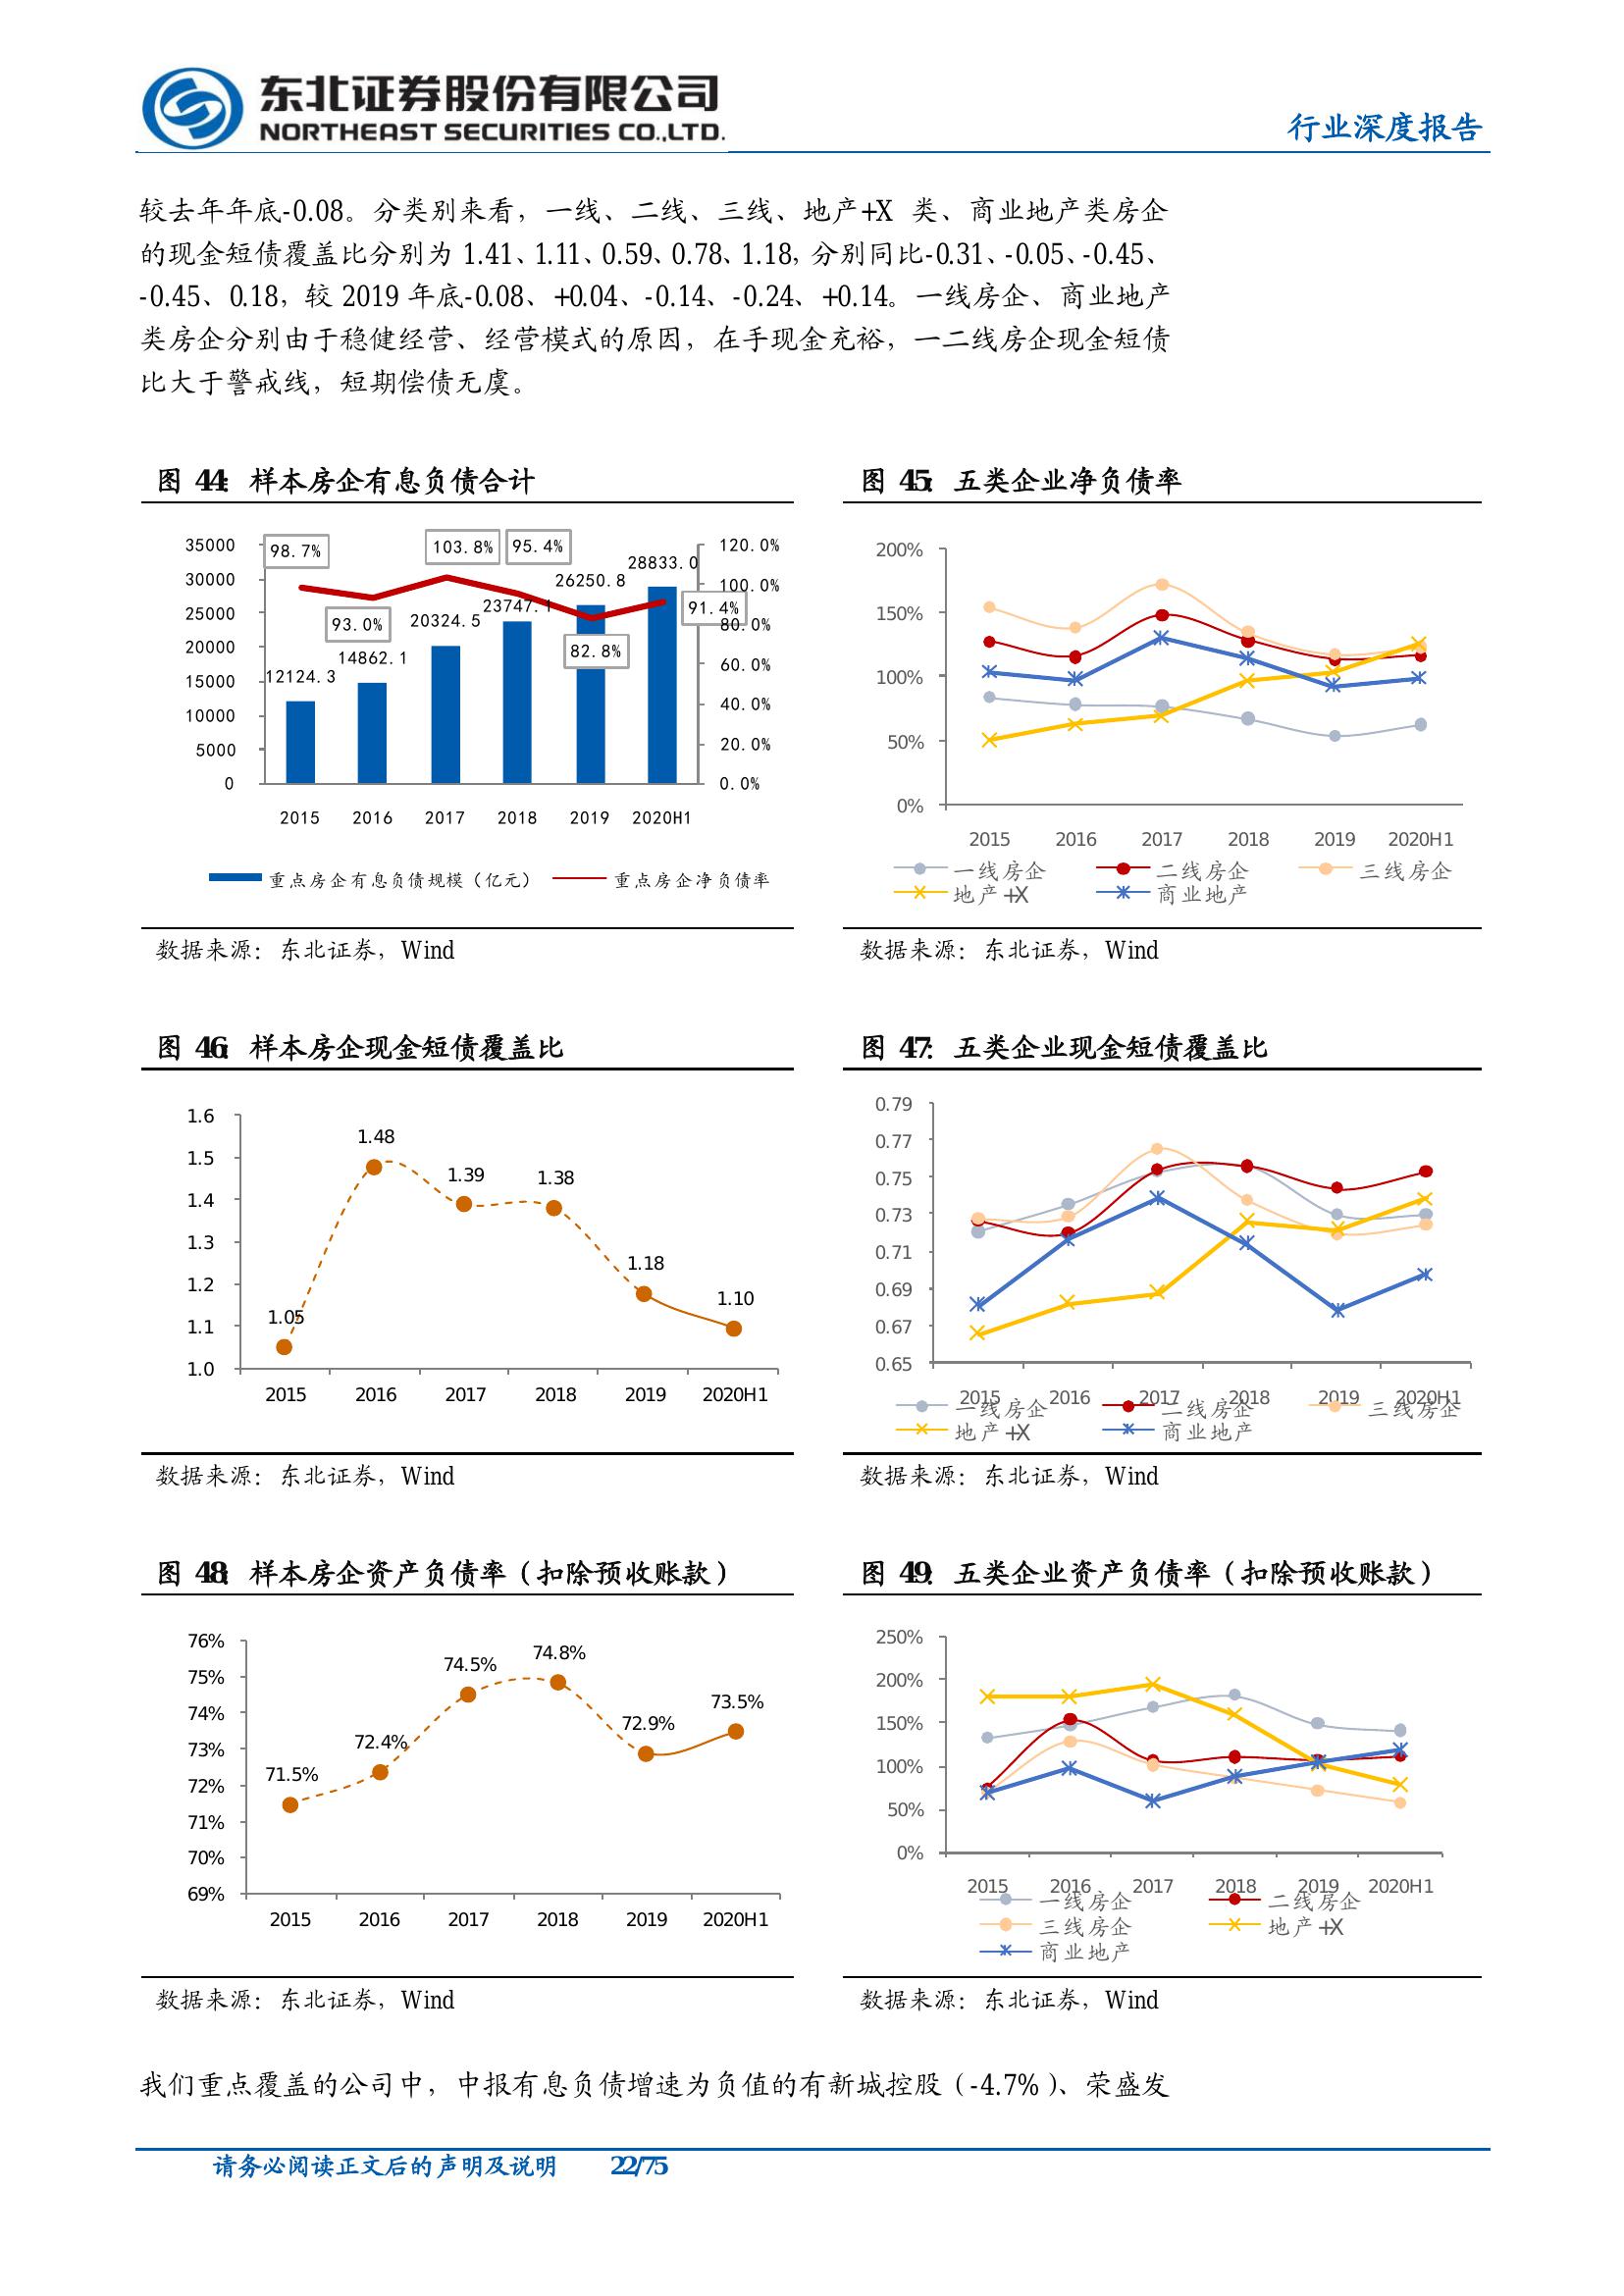 东北证券股份有限公司
NORTHEAST SECURITIES CO.,LTD.
行业深度报告
较去年年底-0.08。分类别来看，一线、二线、三线、地产+X 类、商业地产类房企
的现金短债覆盖比分别为 1.41、1.11、0.59、0.78、1.18，分别同比-0.31、-0.05、-0.45、
-0.45、0.18，较 2019 年底-0.08、+0.04、-0.14、-0.24、+0.14。一线房企、商业地产
类房企分别由于稳健经营、经营模式的原因，在手现金充裕，一二线房企现金短债
比大于警戒线，短期偿债无虞。
图 44：样本房企有息负债合计
35000
30000
25000
20000
15000
10000
5000
0
120.0%
100.0%
80.0%
60.0%
40.0%
20.0%
0.0%
98.7%
93.0%
103.8%
95.4%
82.8%
91.4%
12124.3
14862.1
20324.5
23747.1
26250.8
28833.0
2015 2016 2017 2018 2019 2020H1
重点房企有息负债规模（亿元） 重点房企净负债率
数据来源：东北证券，Wind
图 45：五类企业净负债率
200%
150%
100%
50%
0%
2015 2016 2017 2018 2019 2020H1
一线房企 二线房企 三线房企
地产+X 商业地产
数据来源：东北证券，Wind
图 46：样本房企现金短债覆盖比
1.6
1.5
1.4
1.3
1.2
1.1
1.0
1.05
1.48
1.39
1.38
1.18
1.10
2015 2016 2017 2018 2019 2020H1
数据来源：东北证券，Wind
图 47：五类企业现金短债覆盖比
0.79
0.77
0.75
0.73
0.71
0.69
0.67
0.65
2015 2016 2017 2018 2019 2020H1
一线房企 二线房企 三线房企
地产+X 商业地产
数据来源：东北证券，Wind
图 48：样本房企资产负债率（扣除预收账款）
76%
75%
74%
73%
72%
71%
70%
69%
71.5%
72.4%
74.5%
74.8%
72.9%
73.5%
2015 2016 2017 2018 2019 2020H1
数据来源：东北证券，Wind
图 49：五类企业资产负债率（扣除预收账款）
250%
200%
150%
100%
50%
0%
2015 2016 2017 2018 2019 2020H1
一线房企 二线房企
三线房企 地产+X
商业地产
数据来源：东北证券，Wind
我们重点覆盖的公司中，中报有息负债增速为负值的有新城控股（-4.7%）、荣盛发
请务必阅读正文后的声明及说明 22/75